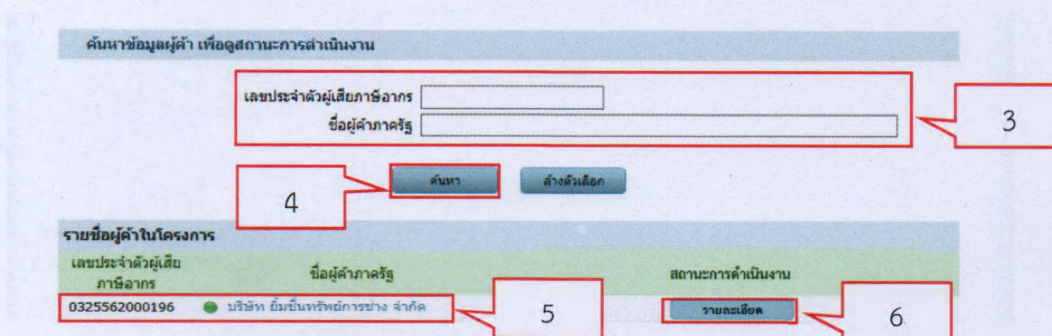 ค้นหาข้อมูลผู้ค้า เพื่อดูสถานะการดำเนินงาน
เลขประจำตัวผู้เสียภาษีอากร
3
ชื่อผู้ค้าภาครัฐ
ค้นหา ล้างตัวเลือก
4
รายชื่อผู้ค้าในโครงการ
เลขประจำตัวผู้เสียภาษีอากร ชื่อผู้ค้าภาครัฐ สถานะการดำเนินงาน
0325562000196 บริษัท ยิ้มชื่นทรัพย์การช่าง จำกัด รายละเอียด
5
6